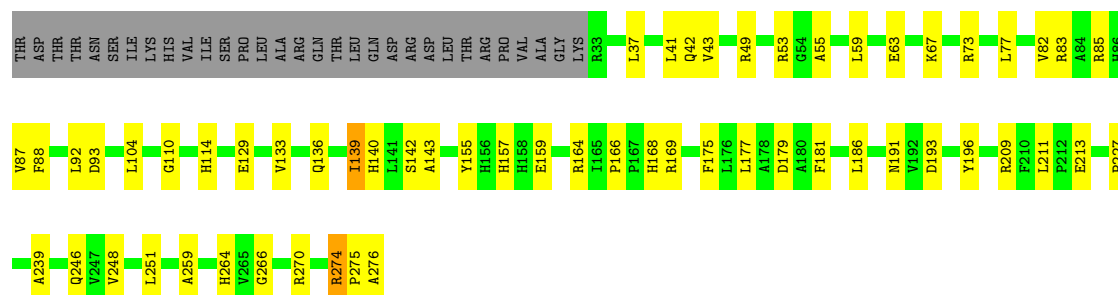 THR ASP THR THR ASN SER ILE LYS HIS VAL ILE SER PRO LEU ALA ARG GLN THR LEU GLN ASP ARG ASP LEU THR ARG PRO VAL ALA GLY LYS R33 L37 L41 Q42 V43 R49 R53 G54 A55 L59 E63 K67 R73 L77 V82 R83 A84 R85 H86
V87 F88 L92 D93 L104 G110 H114 E129 V133 Q136 I139 H140 L141 S142 A143 Y155 H156 H157 H158 E159 R164 I165 P166 P167 H168 R169 F175 L176 L177 A178 D179 A180 F181 L186 N191 V192 D193 Y196 R209 F210 L211 P212 E213
A239 Q246 V247 V248 L251 A259 H264 V265 G266 R270 R274 P275 A276